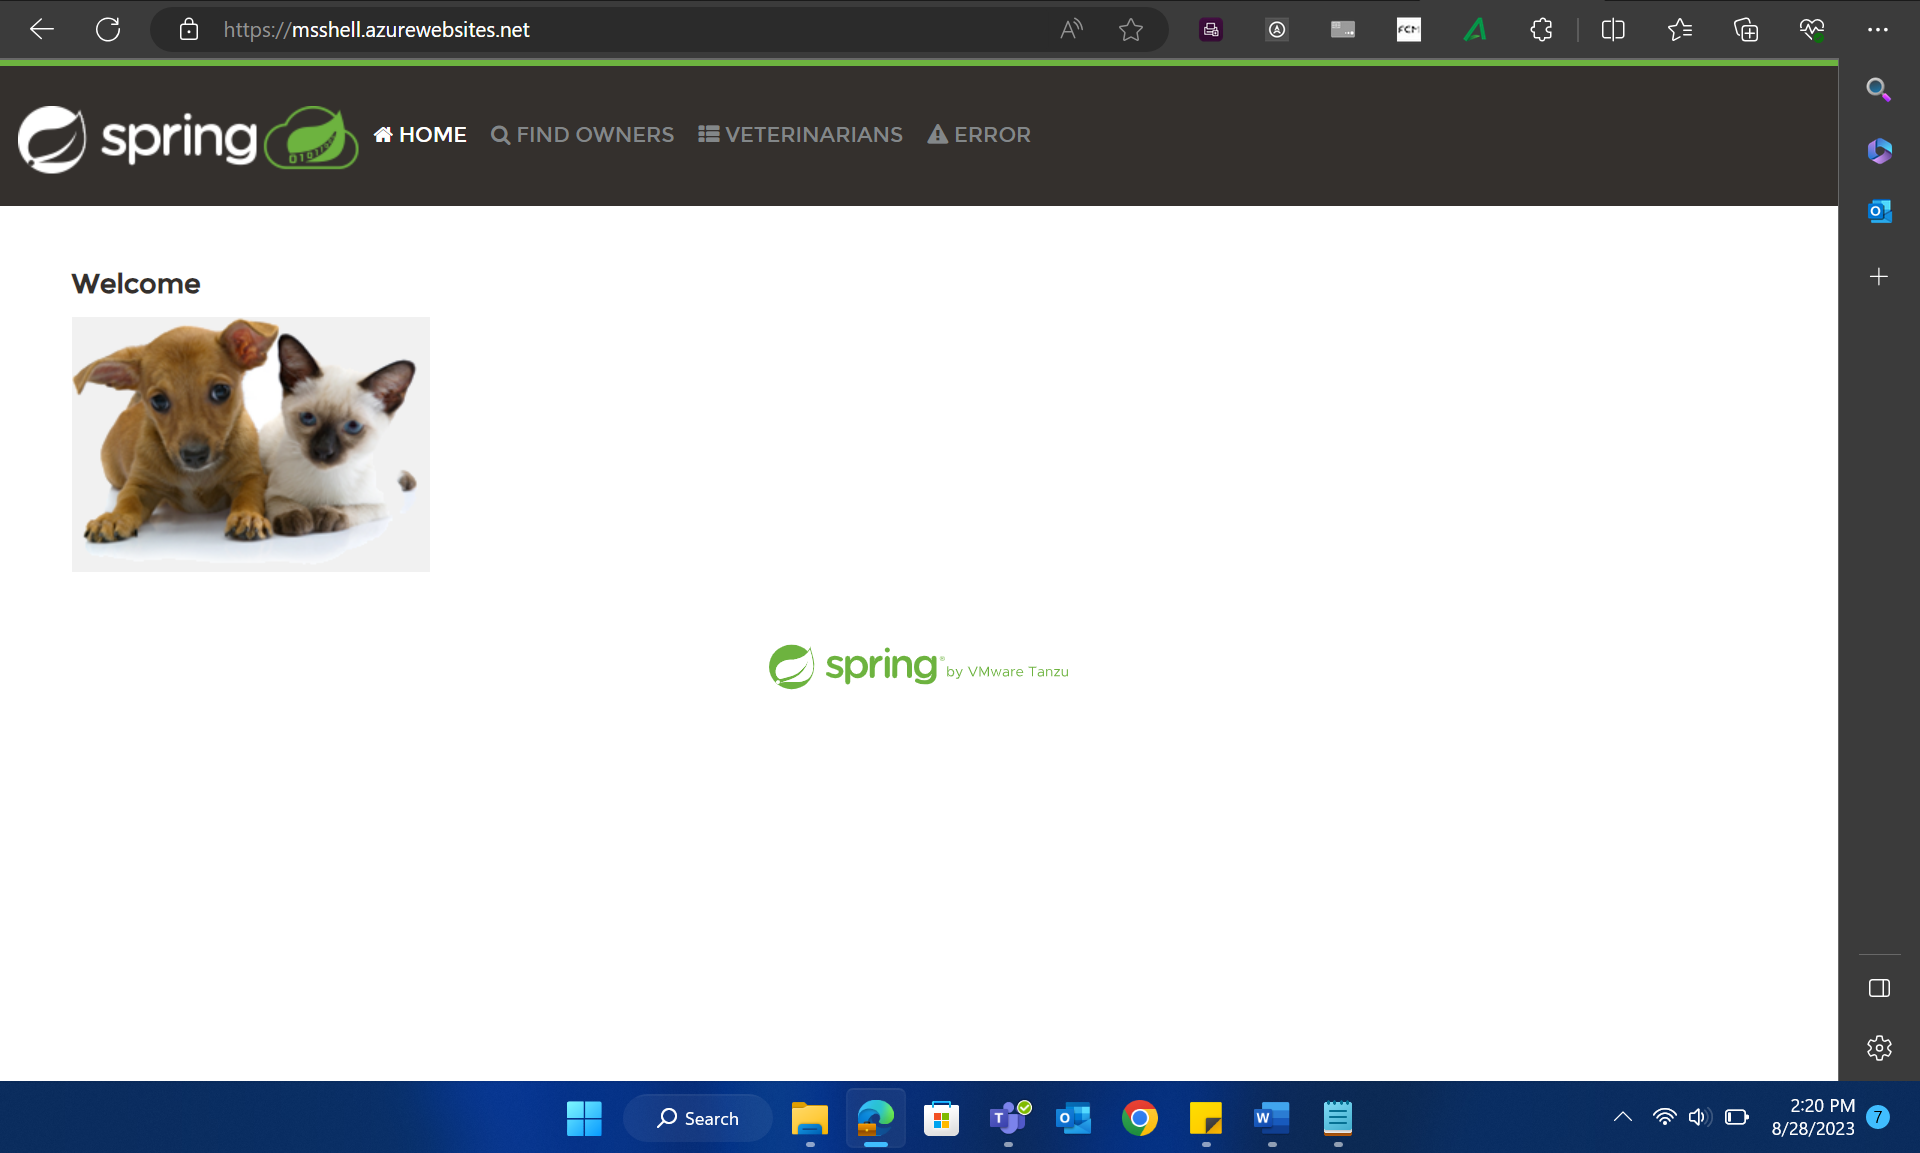 https://msshell.azurewebsites.net
spring HOME FIND OWNERS VETERINARIANS ERROR
Welcome
spring by VMware Tanzu
Search
2:20 PM
8/28/2023
7